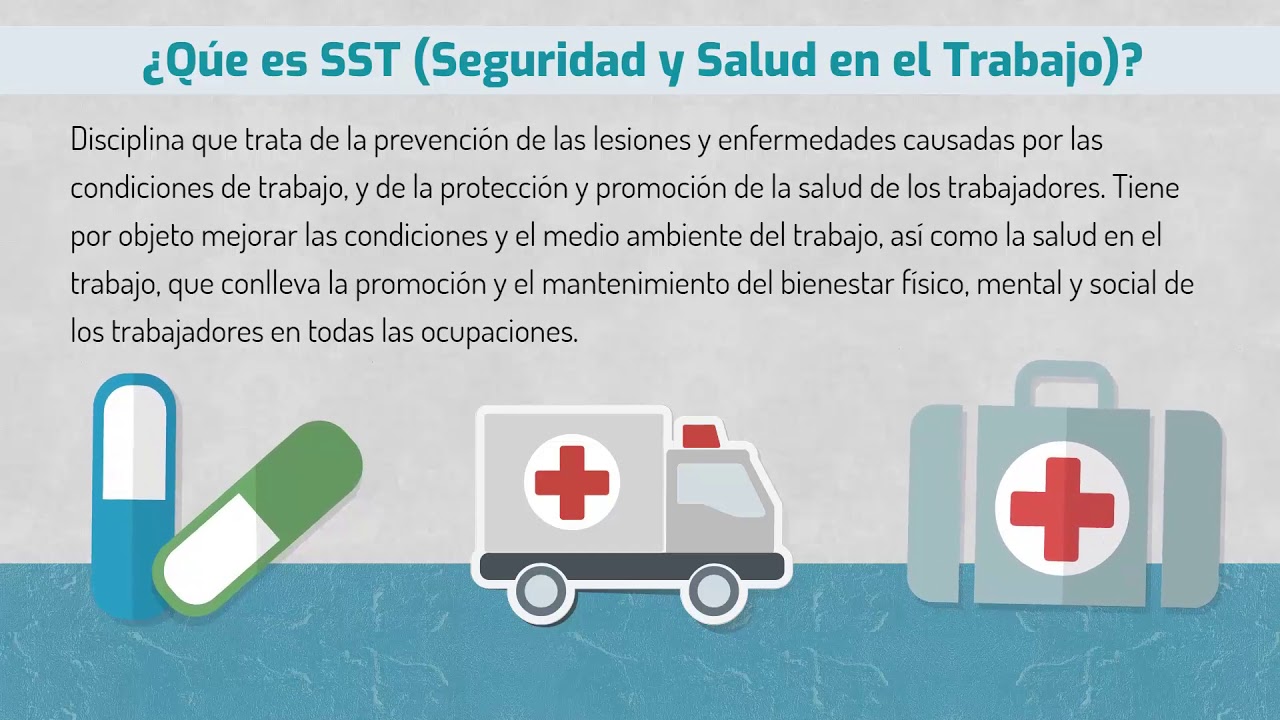 ¿Qúe es SST (Seguridad y Salud en el Trabajo)?
Disciplina que trata de la prevención de las lesiones y enfermedades causadas por las
condiciones de trabajo, y de la protección y promoción de la salud de los trabajadores. Tiene
por objeto mejorar las condiciones y el medio ambiente del trabajo, así como la salud en el
trabajo, que conlleva la promoción y el mantenimiento del bienestar físico, mental y social de
los trabajadores en todas las ocupaciones.